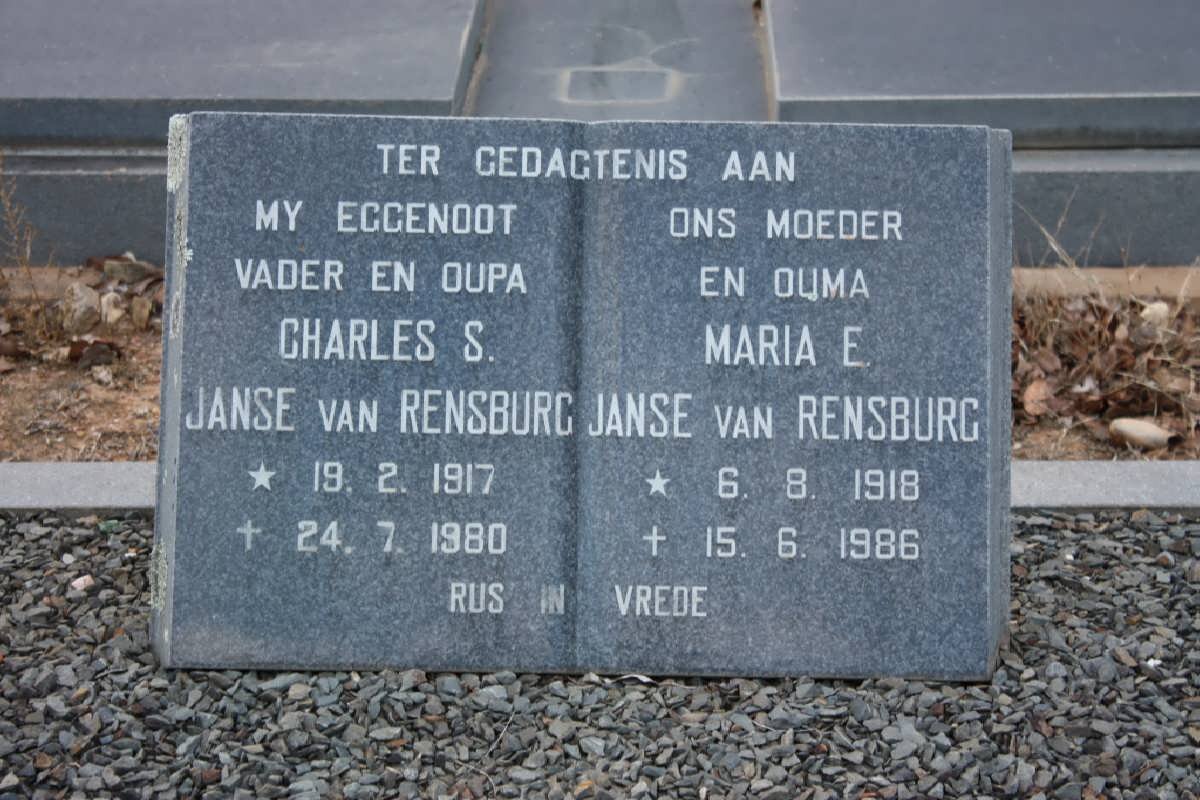 TER GEDAGTENIS AAN
MY EGGENOOT
VADER EN OUPA
CHARLES S.
JANSE VAN RENSBURG
★ 19. 2. 1917
✝ 24. 7. 1980
ONS MOEDER
EN OUMA
MARIA E.
JANSE VAN RENSBURG
★ 6. 8. 1918
✝ 15. 6. 1986
RUS IN VREDE